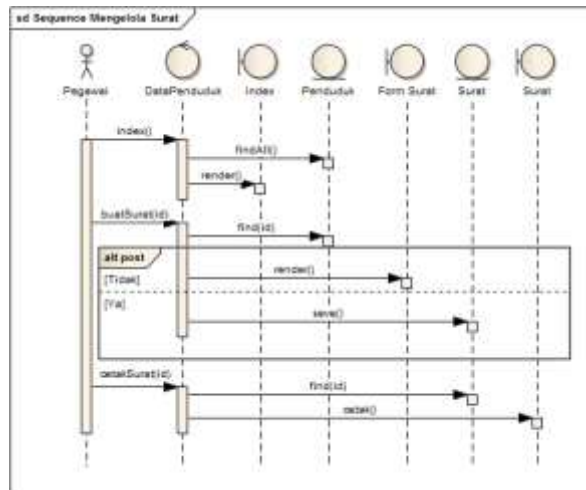 sd Sequence Mengelola Surat
Pegawai
DataPenduduk
Index
Penduduk
Form Surat
Surat
Surat
index()
findAll()
render()
buatSurat(id)
find(id)
alt post
[Tidak]
render()
[Ya]
save()
cetakSurat(id)
find(id)
cetak()